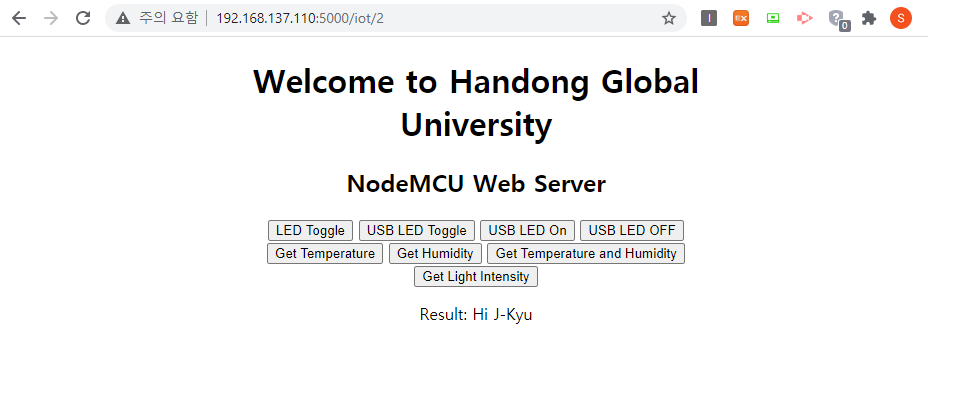 주의 요함 192.168.137.110:5000/iot/2
I EX ? 0 S
Welcome to Handong Global
University
NodeMCU Web Server
LED Toggle USB LED Toggle USB LED On USB LED OFF
Get Temperature Get Humidity Get Temperature and Humidity
Get Light Intensity
Result: Hi J-Kyu